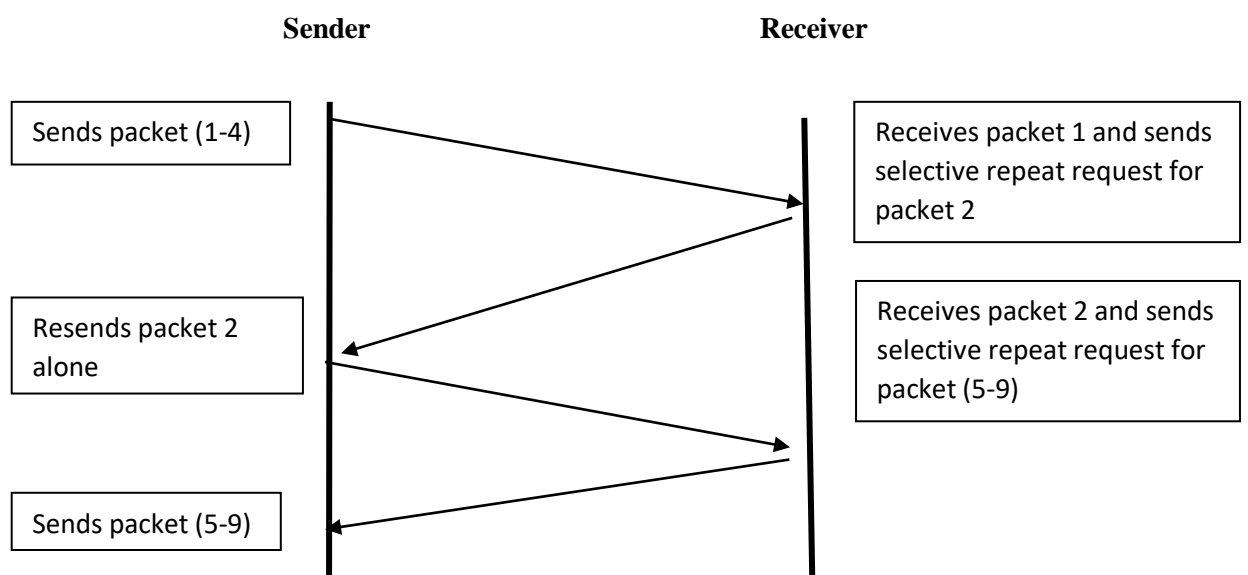 Sender
Receiver
Sends packet (1-4)
Receives packet 1 and sends
selective repeat request for
packet 2
Resends packet 2
alone
Receives packet 2 and sends
selective repeat request for
packet (5-9)
Sends packet (5-9)